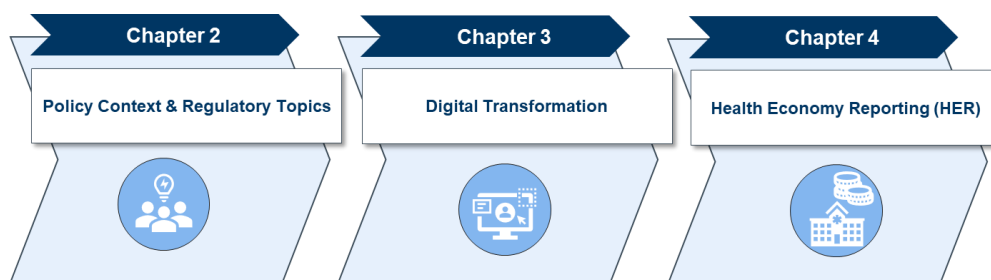 Chapter 2
Policy Context & Regulatory Topics
Chapter 3
Digital Transformation
Chapter 4
Health Economy Reporting (HER)